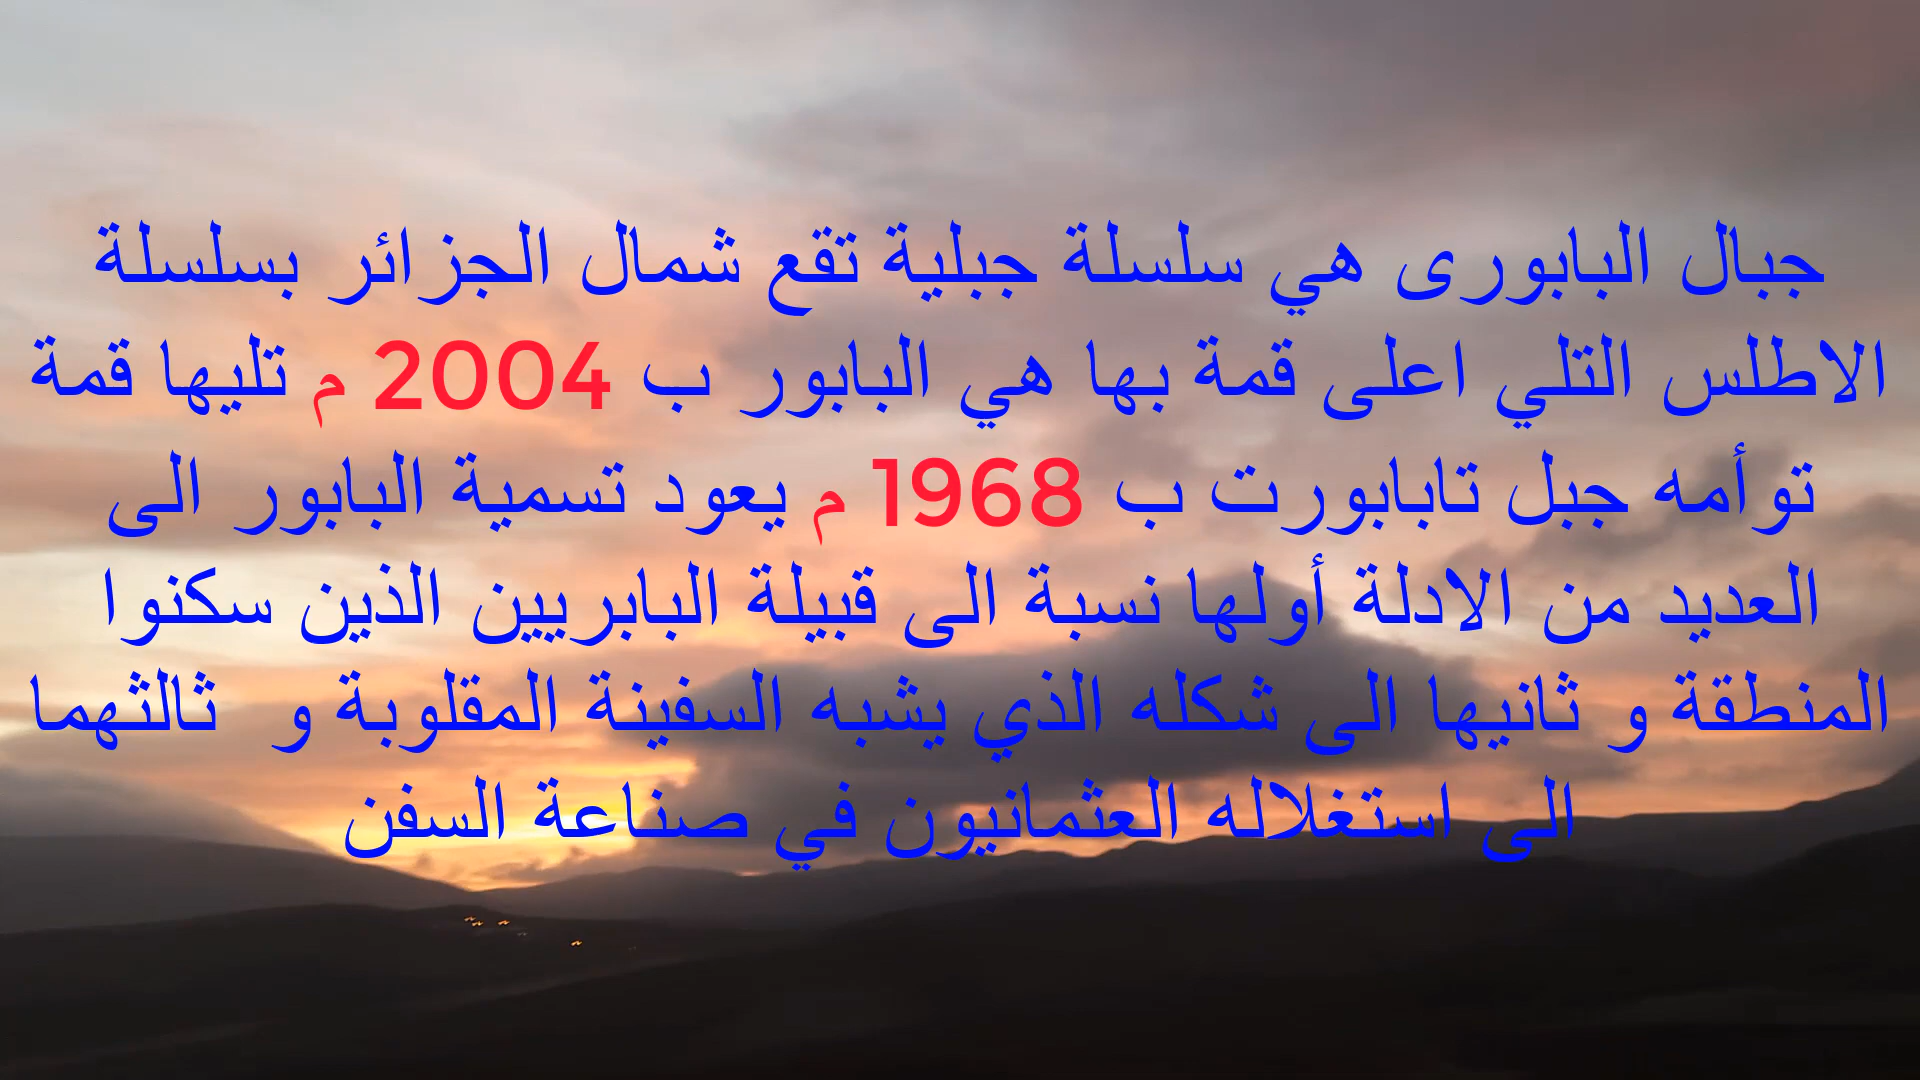 جبال البابورى هي سلسلة جبلية تقع شمال الجزائر بسلسلة
الاطلس التلي اعلى قمة بها هي البابور ب 2004 م تليها قمة
توأمه جبل تابابورت ب 1968 م يعود تسمية البابور الى
العديد من الادلة أولها نسبة الى قبيلة البابريين الذين سكنوا
المنطقة و ثانيها الى شكله الذي يشبه السفينة المقلوبة و ثالثهما
الى استغلاله العثمانيون في صناعة السفن